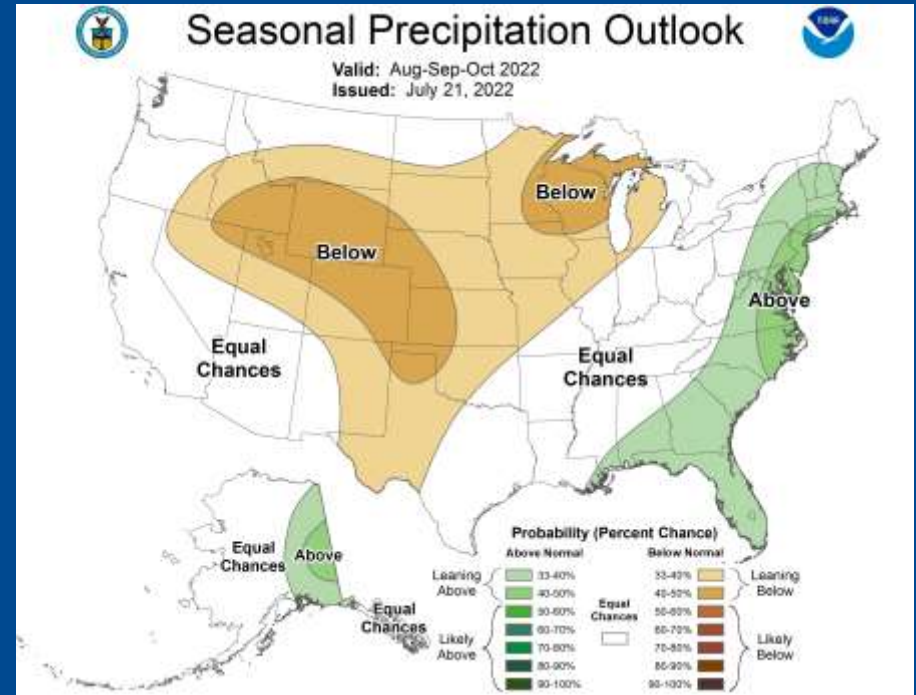 Seasonal Precipitation Outlook
Valid: Aug-Sep-Oct 2022
Issued: July 21, 2022
Below
Below
Above
Equal
Chances
Equal
Chances
Equal
Chances
Above
Equal
Chances
Probability (Percent Chance)
Above Normal
Below Normal
Leaning
Above
33-40%
40-50%
Likely
Above
50-60%
60-70%
70-80%
80-90%
90-100%
Equal
Chances
33-40%
40-50%
Leaning
Below
50-60%
60-70%
70-80%
80-90%
90-100%
Likely
Below